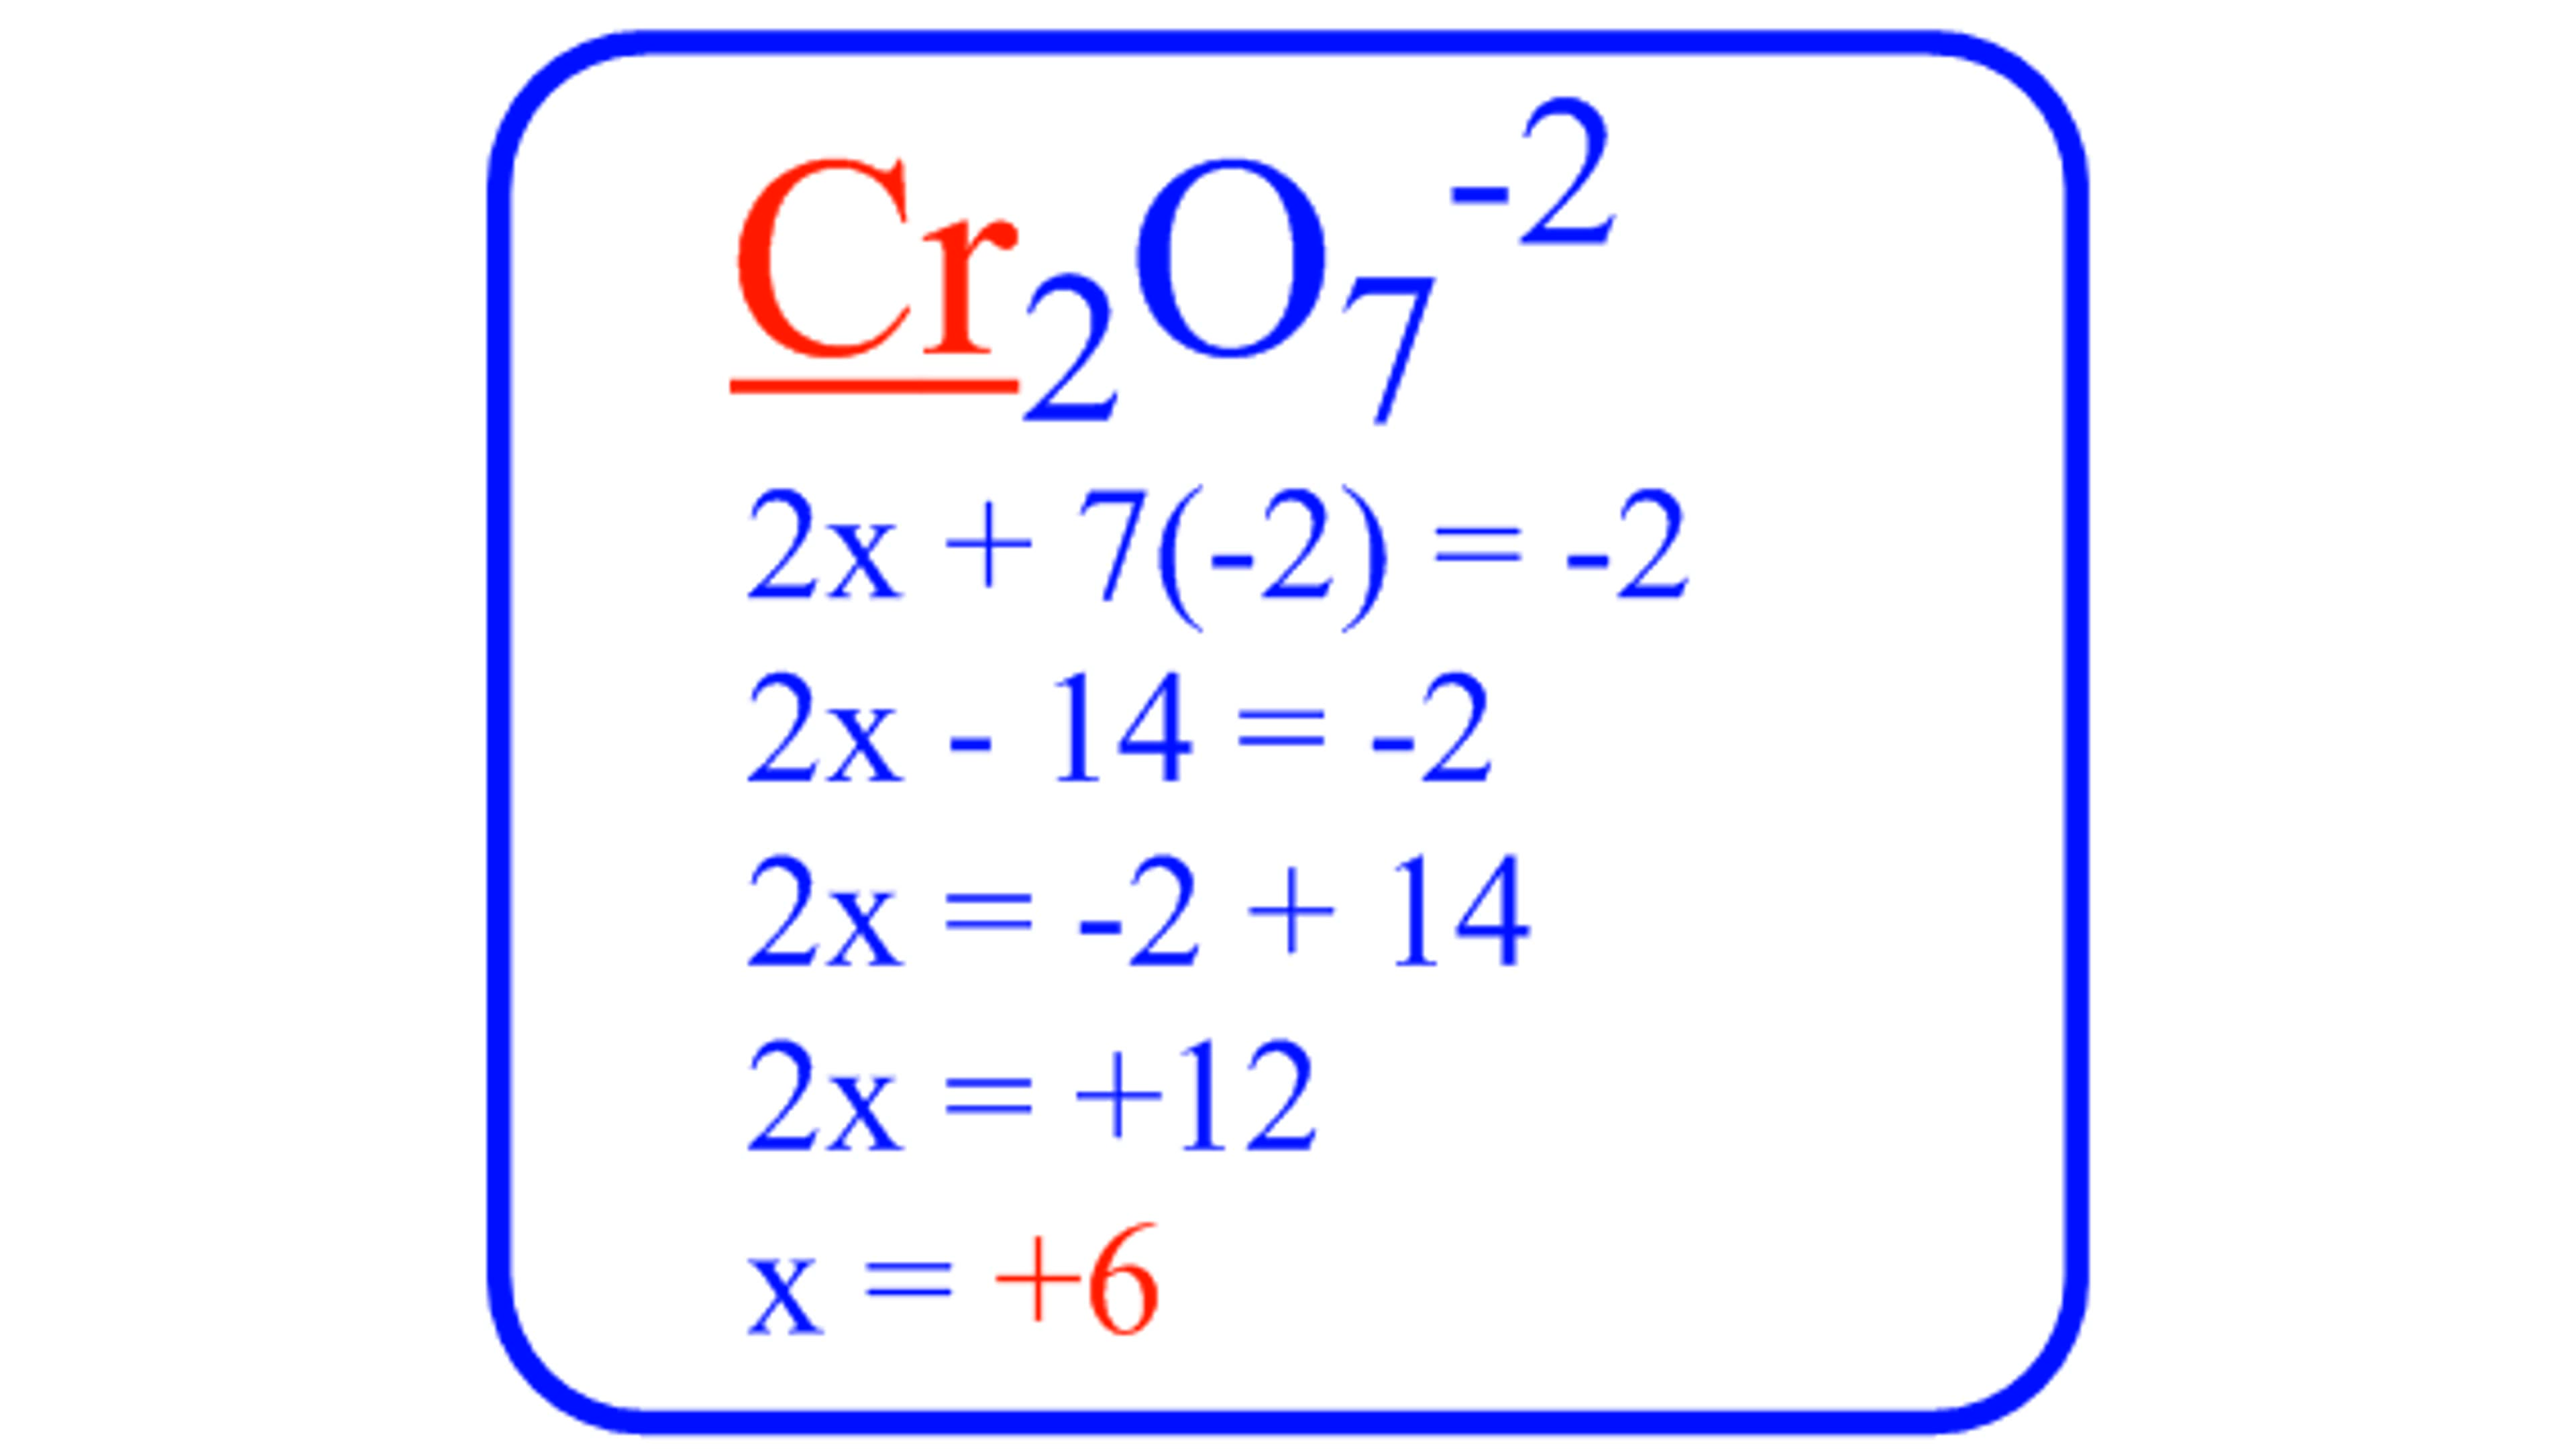 Cr₂O₇⁻²
2x + 7(-2) = -2
2x - 14 = -2
2x = -2 + 14
2x = +12
x = +6